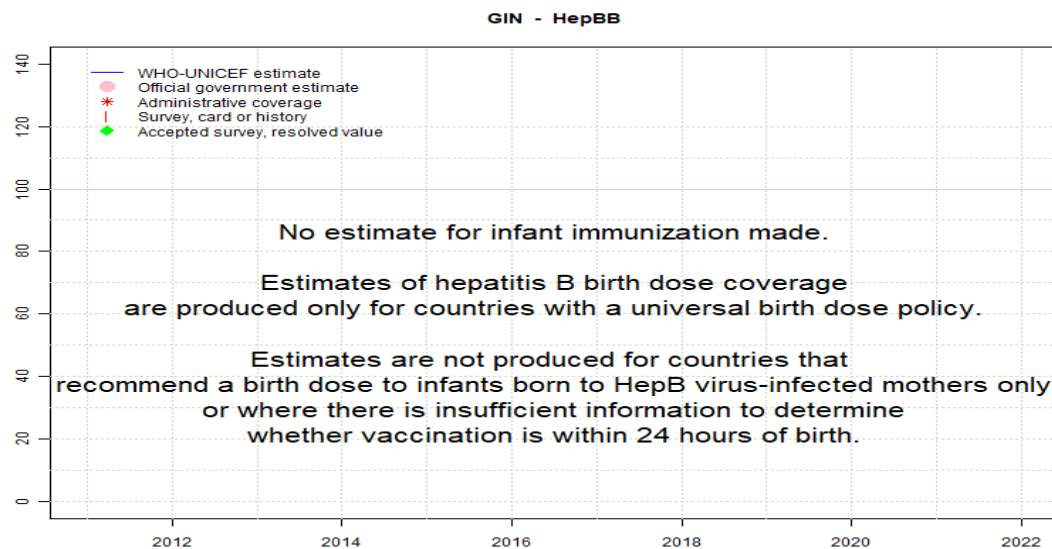 GIN - HepBB
140
120
100
80
60
40
20
0
WHO-UNICEF estimate
Official government estimate
Administrative coverage
Survey, card or history
Accepted survey, resolved value
No estimate for infant immunization made.
Estimates of hepatitis B birth dose coverage
are produced only for countries with a universal birth dose policy.
Estimates are not produced for countries that
recommend a birth dose to infants born to HepB virus-infected mothers only
or where there is insufficient information to determine
whether vaccination is within 24 hours of birth.
2012 2014 2016 2018 2020 2022